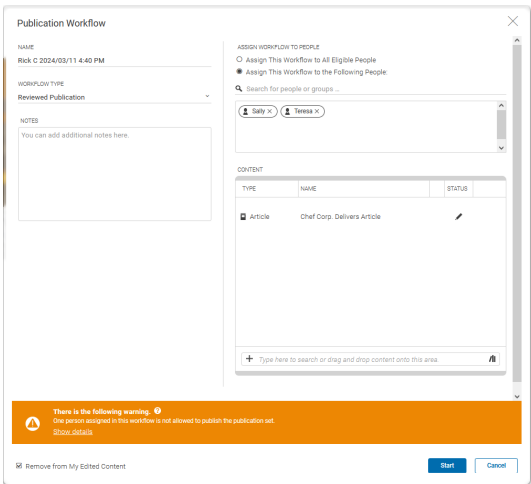 Publication Workflow
NAME
Rick C 2024/03/11 4:40 PM
WORKFLOW TYPE
Reviewed Publication
NOTES
You can add additional notes here.
ASSIGN WORKFLOW TO PEOPLE
Assign This Workflow to All Eligible People
Assign This Workflow to the Following People:
Search for people or groups ...
Sally × Teresa ×
CONTENT
TYPE NAME STATUS
Article Chef Corp. Delivers Article
Type here to search or drag and drop content onto this area.
There is the following warning.
One person assigned in this workflow is not allowed to publish the publication set.
Show details
Remove from My Edited Content
Start Cancel